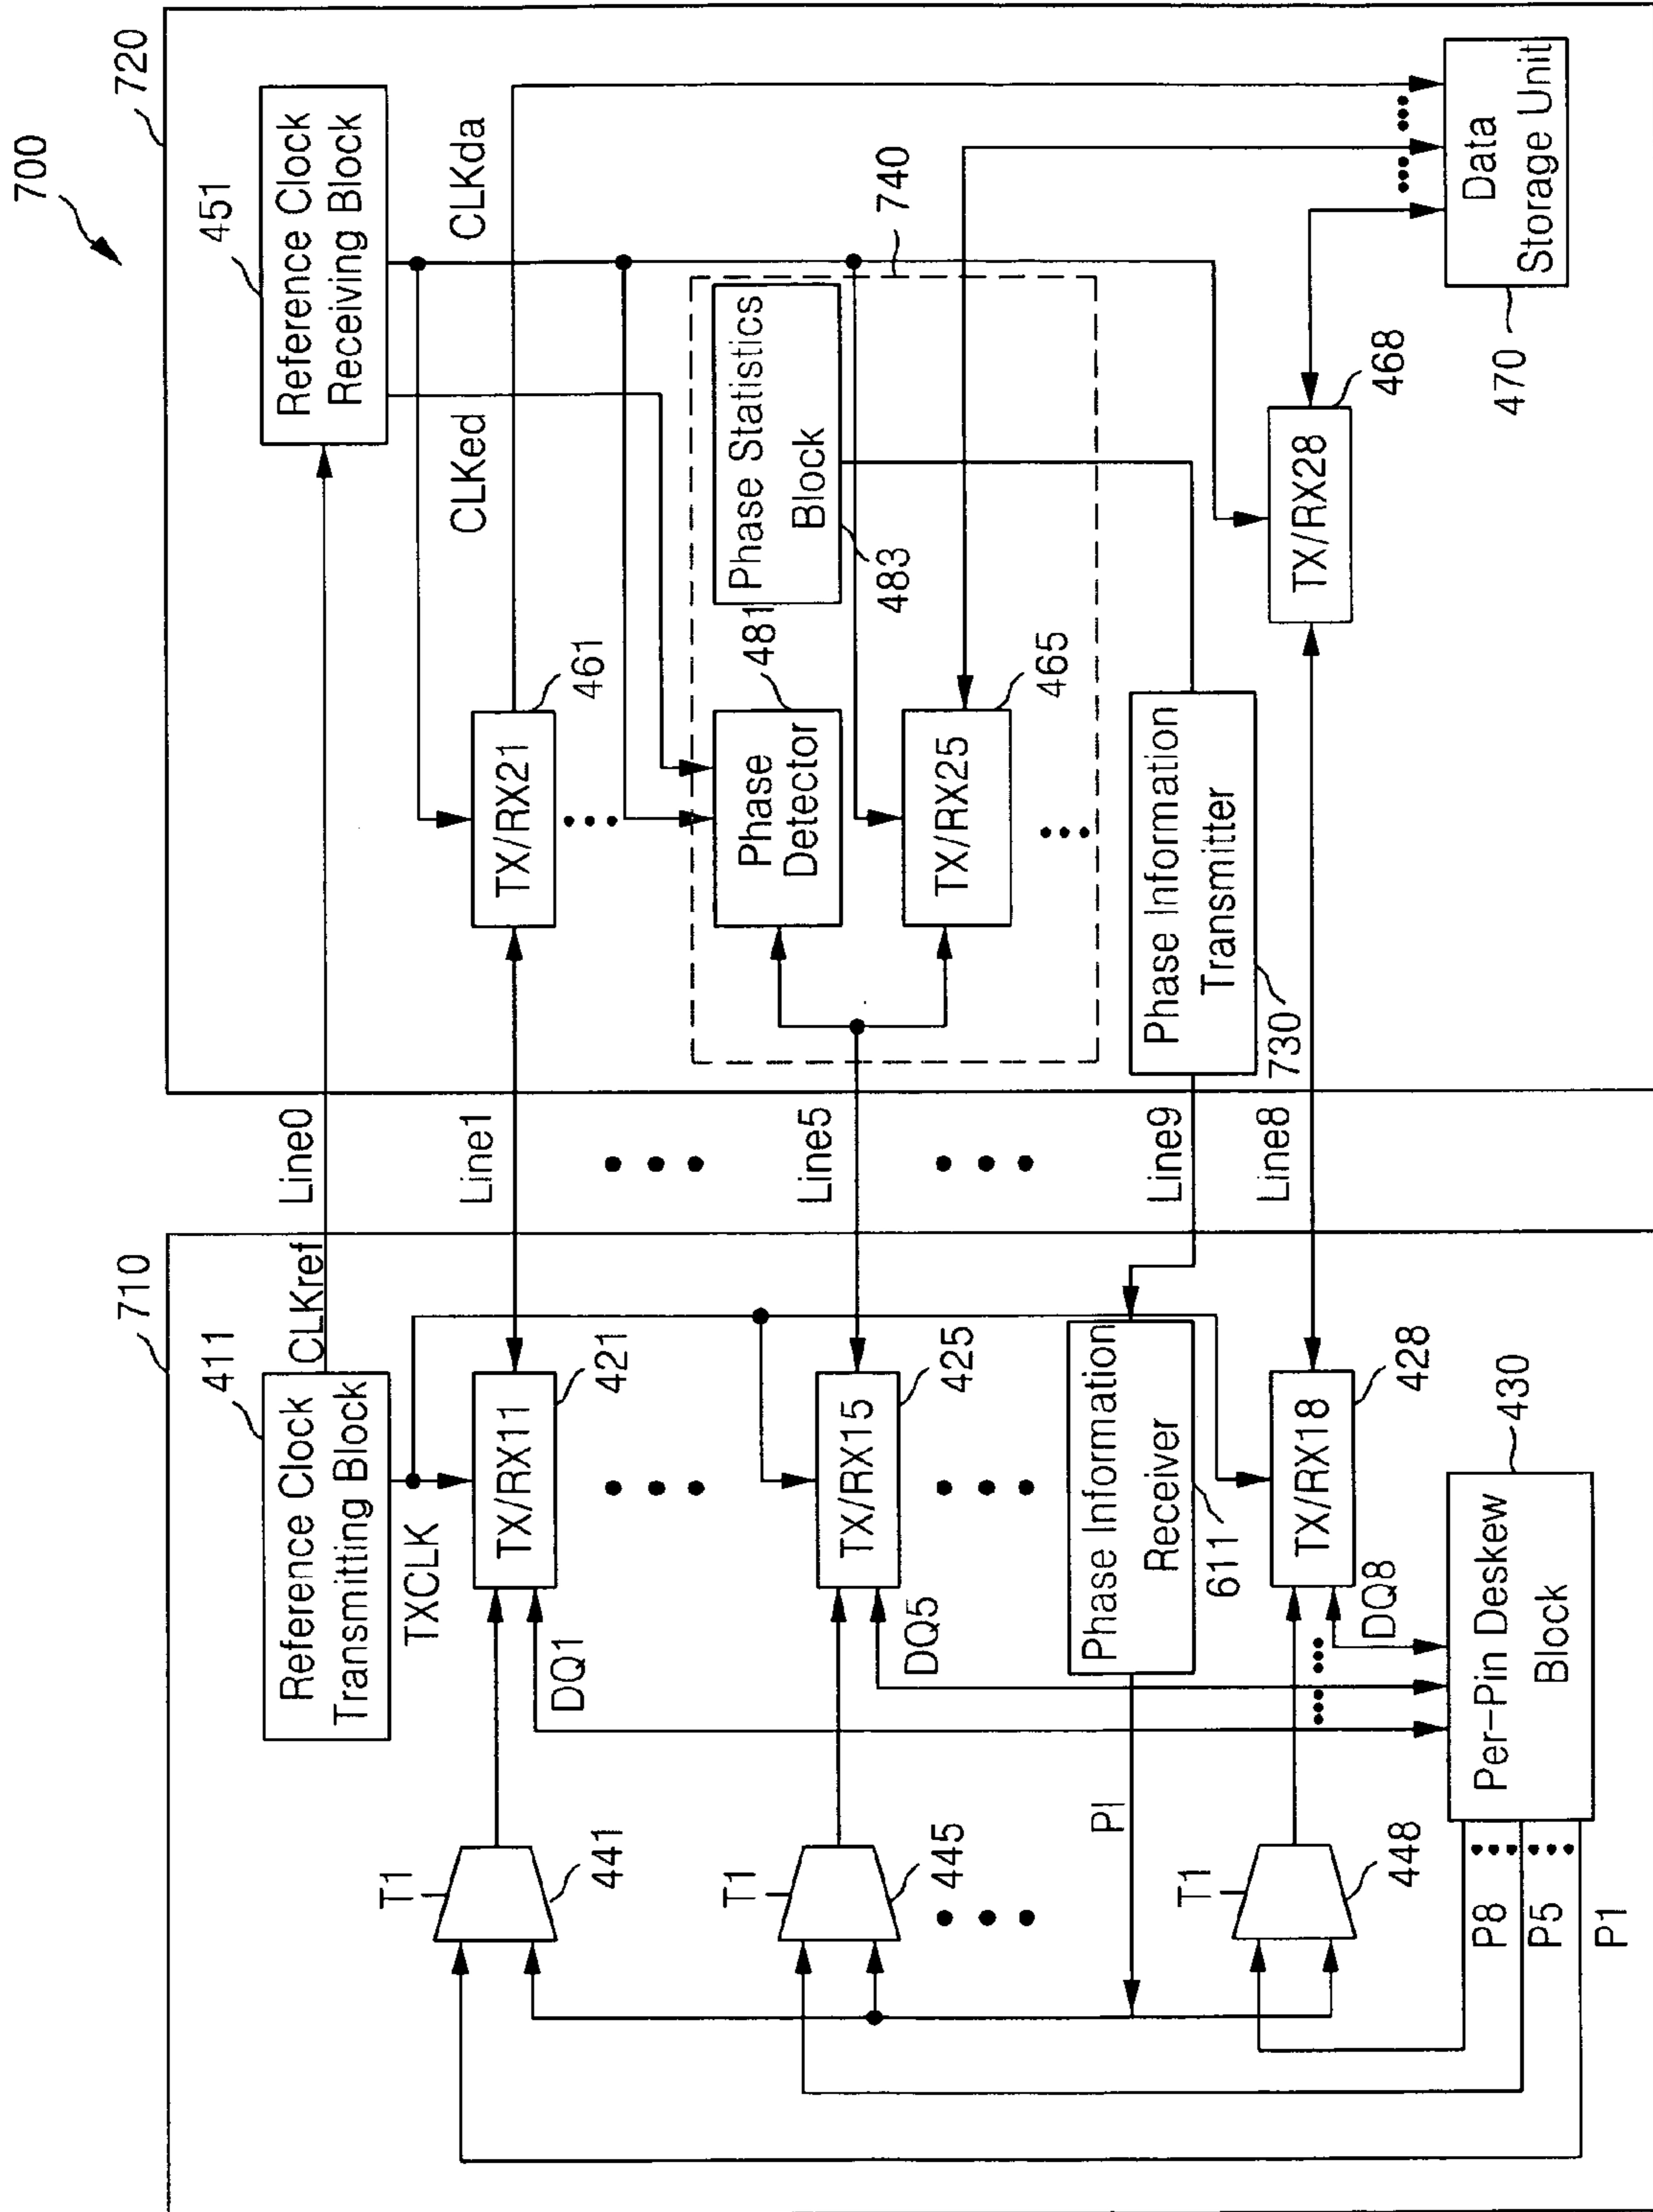 700
710
720
411
Reference Clock
Transmitting Block
CLKref
Line0
451
Reference Clock
Receiving Block
TXCLK
CLKed
CLKda
T1
441
DQ1
TX/RX11
421
Line1
TX/RX21
461
740
Phase
Detector
481
Phase Statistics
Block
483
T1
445
DQ5
TX/RX15
425
Line5
TX/RX25
465
PI
Phase Information
Receiver
611
Line9
Phase Information
Transmitter
730
T1
448
DQ8
TX/RX18
428
Line8
TX/RX28
468
P8
P5
P1
Per-Pin Deskew
Block
430
Data
Storage Unit
470